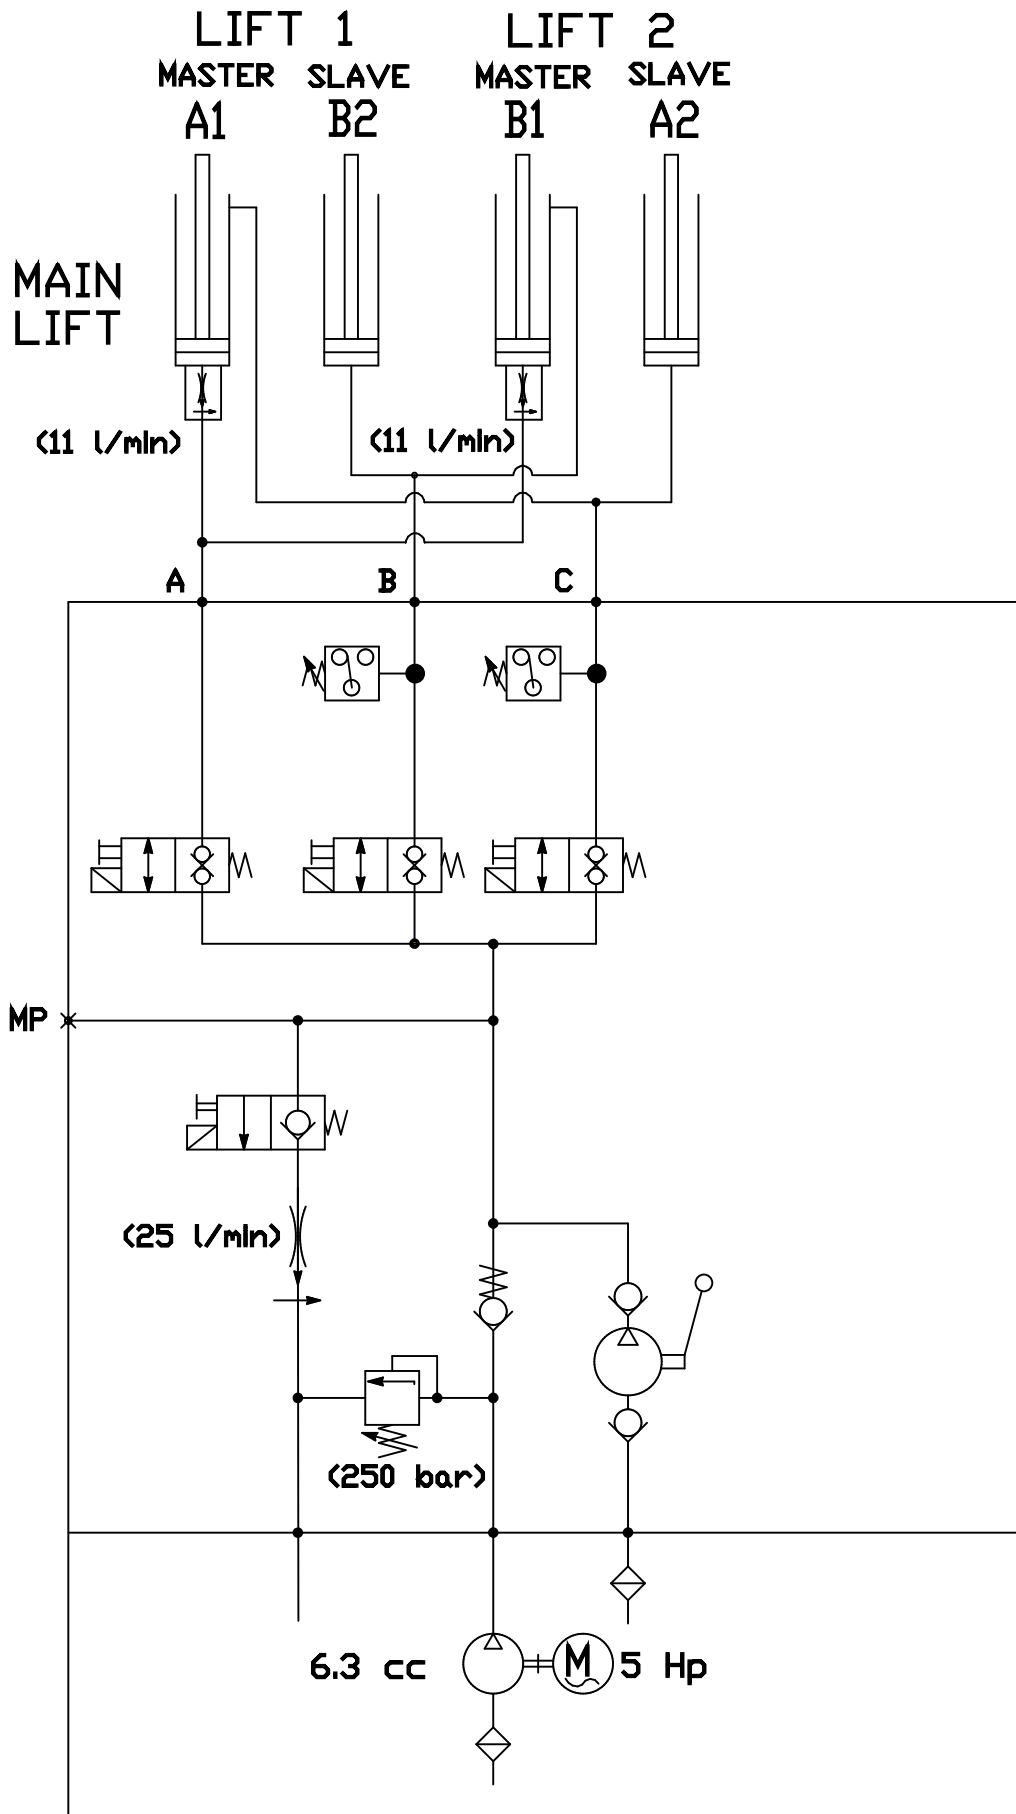 LIFT 1 LIFT 2
MASTER SLAVE MASTER SLAVE
A1 B2 B1 A2
MAIN
LIFT
(11 l/min) (11 l/min)
A B C
MP
(25 l/min)
(250 bar)
6.3 cc M 5 Hp